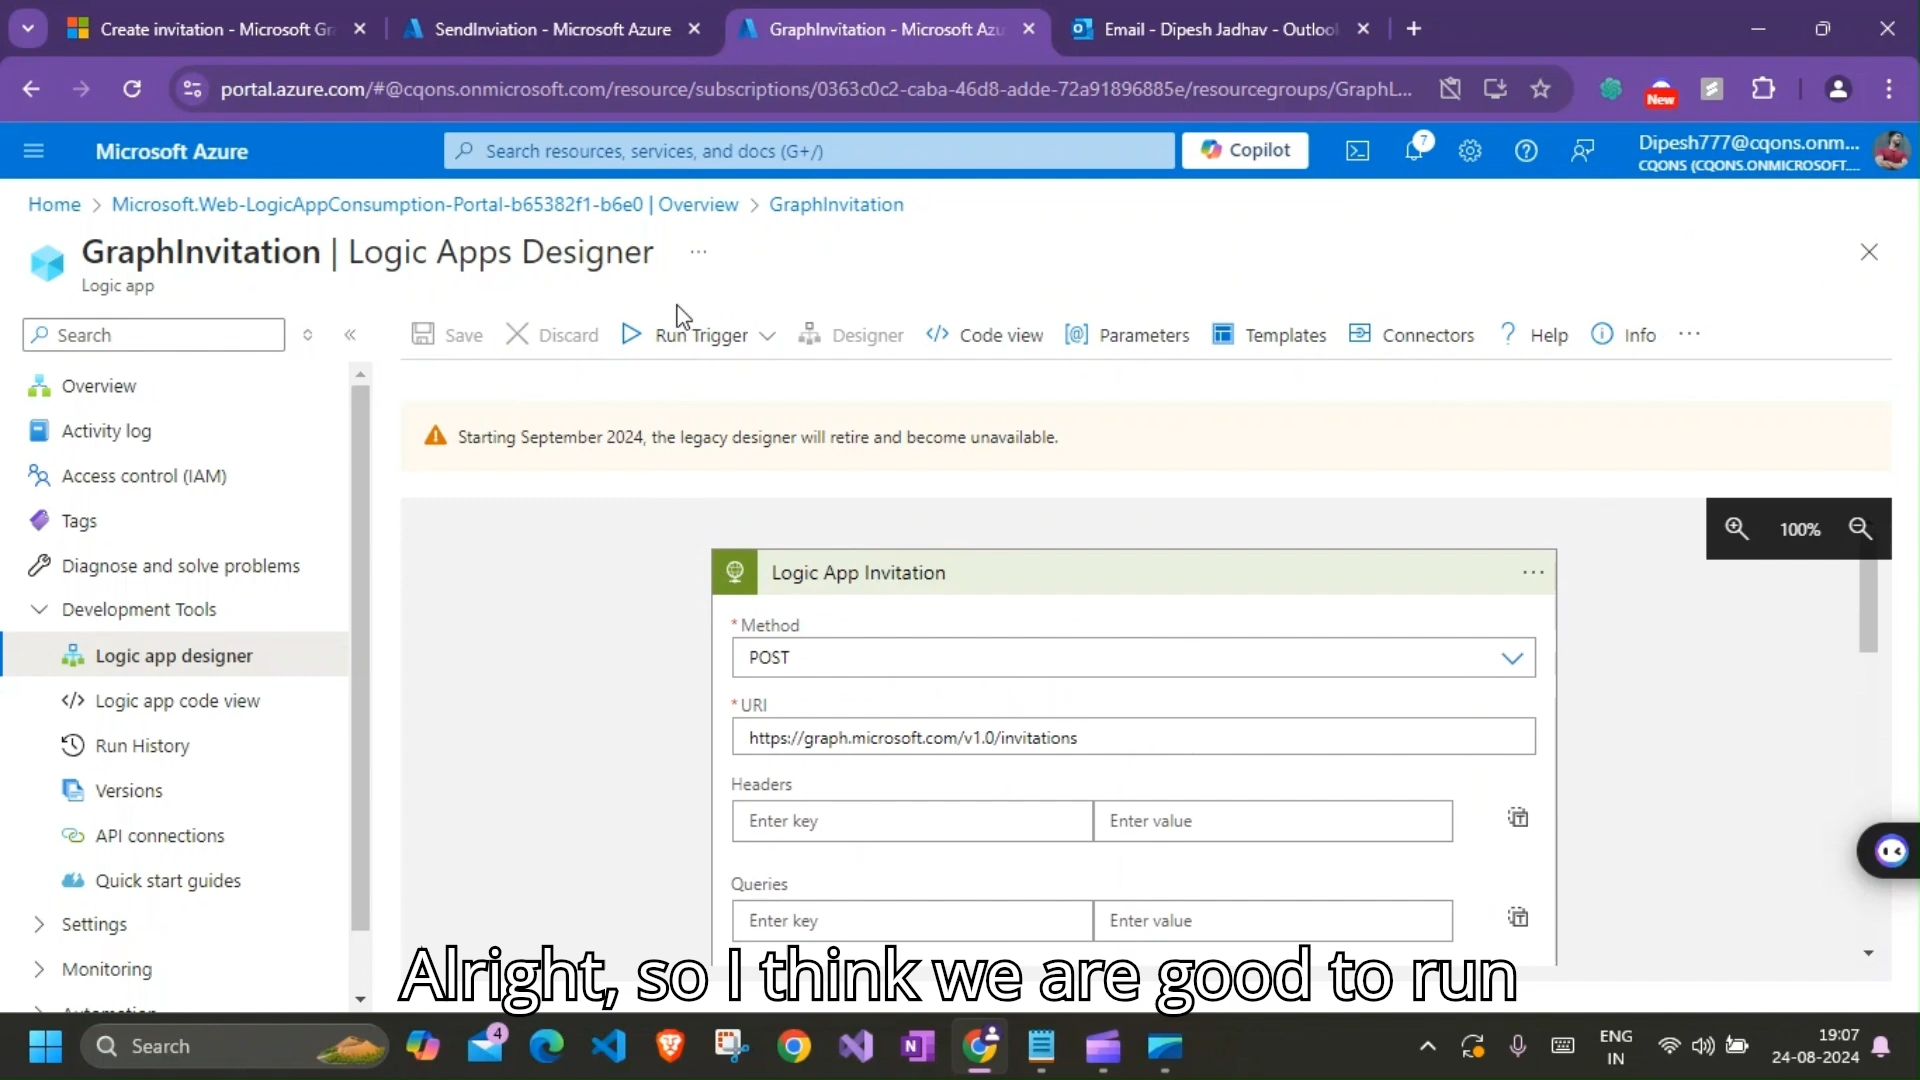 Create invitation - Microsoft Gr
SendInviation - Microsoft Azure
GraphInvitation - Microsoft Azu
Email - Dipesh Jadhav - Outlool
portal.azure.com/#@cqons.onmicrosoft.com/resource/subscriptions/0363c0c2-caba-46d8-adde-72a91896885e/resourcegroups/GraphL...
New
Microsoft Azure
Search resources, services, and docs (G+/)
Copilot
7
Dipesh777@cqons.onm...
CQONS (CQONS.ONMICROSOFT....
Home > Microsoft.Web-LogicAppConsumption-Portal-b65382f1-b6e0 | Overview > GraphInvitation
GraphInvitation | Logic Apps Designer ...
Logic app
Search
Save
Discard
Run Trigger
Designer
Code view
Parameters
Templates
Connectors
Help
Info
Overview
Activity log
Access control (IAM)
Tags
Diagnose and solve problems
Development Tools
Logic app designer
Logic app code view
Run History
Versions
API connections
Quick start guides
Settings
Monitoring
Starting September 2024, the legacy designer will retire and become unavailable.
100%
Logic App Invitation
* Method
POST
* URI
https://graph.microsoft.com/v1.0/invitations
Headers
Enter key
Enter value
Queries
Enter key
Enter value
Alright, so I think we are good to run
Search
4
ENG
IN
19:07
24-08-2024